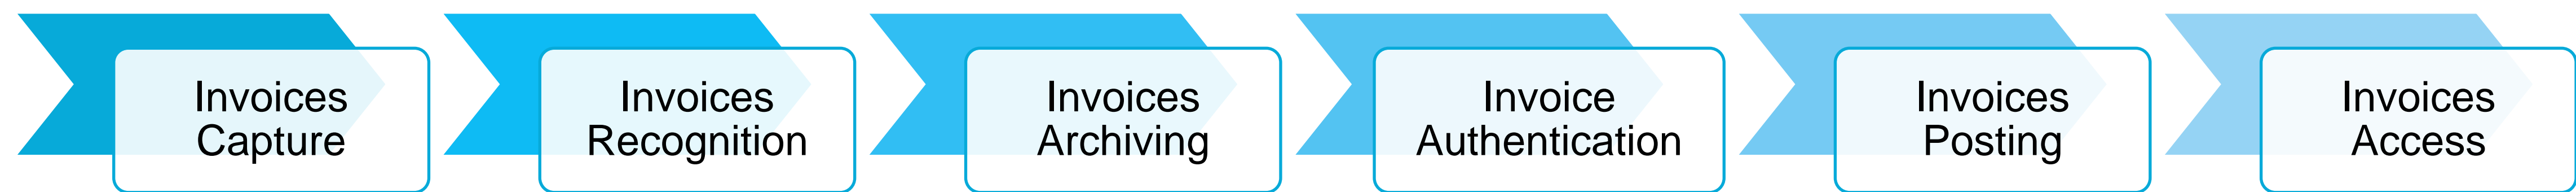 Invoices
Capture
Invoices
Recognition
Invoices
Archiving
Invoice
Authentication
Invoices
Posting
Invoices
Access